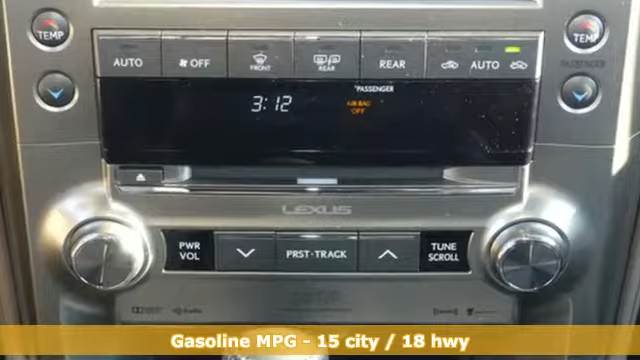 TEMP
TEMP
AUTO
OFF
FRONT
REAR
REAR
AUTO
PASSENGER
PASSENGER
3:12
AIR BAG
OFF
LEXUS
PWR
VOL
PRST·TRACK
TUNE
SCROLL
Gasoline MPG - 15 city / 18 hwy